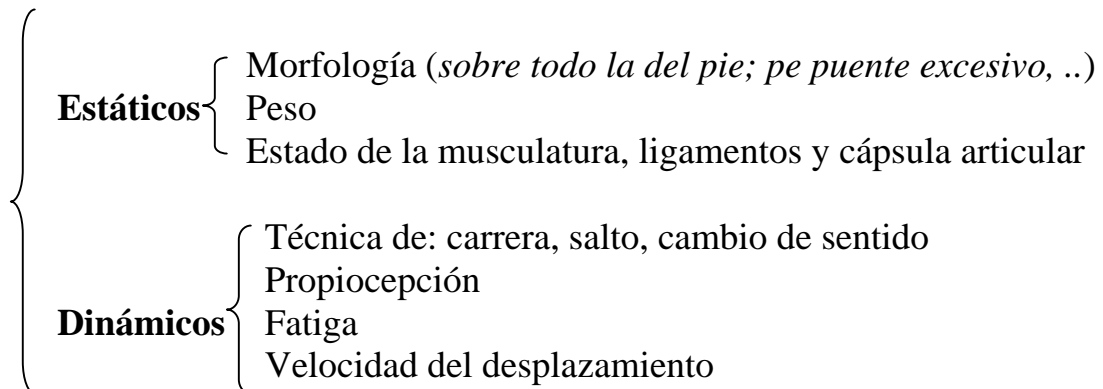 Morfología (sobre todo la del pie; pe puente excesivo, ..)
Estáticos Peso
Estado de la musculatura, ligamentos y cápsula articular
Técnica de: carrera, salto, cambio de sentido
Propiocepción
Dinámicos Fatiga
Velocidad del desplazamiento